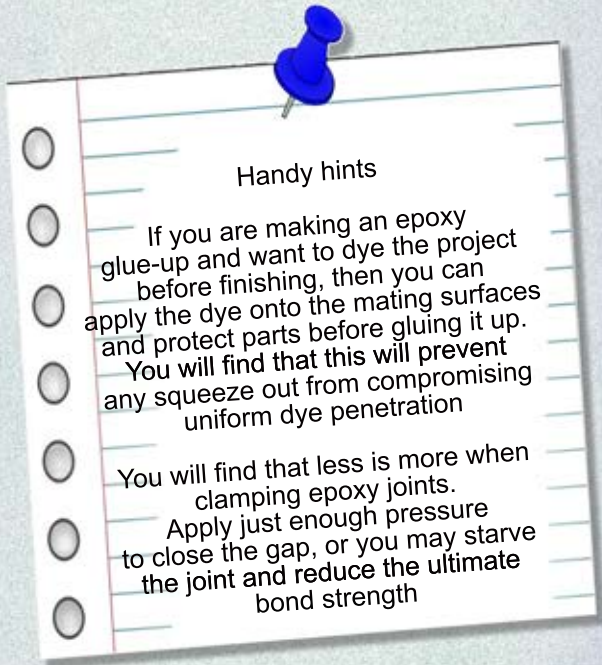 Handy hints
If you are making an epoxy
glue-up and want to dye the project
before finishing, then you can
apply the dye onto the mating surfaces
and protect parts before gluing it up.
You will find that this will prevent
any squeeze out from compromising
uniform dye penetration
You will find that less is more when
clamping epoxy joints.
Apply just enough pressure
to close the gap, or you may starve
the joint and reduce the ultimate
bond strength